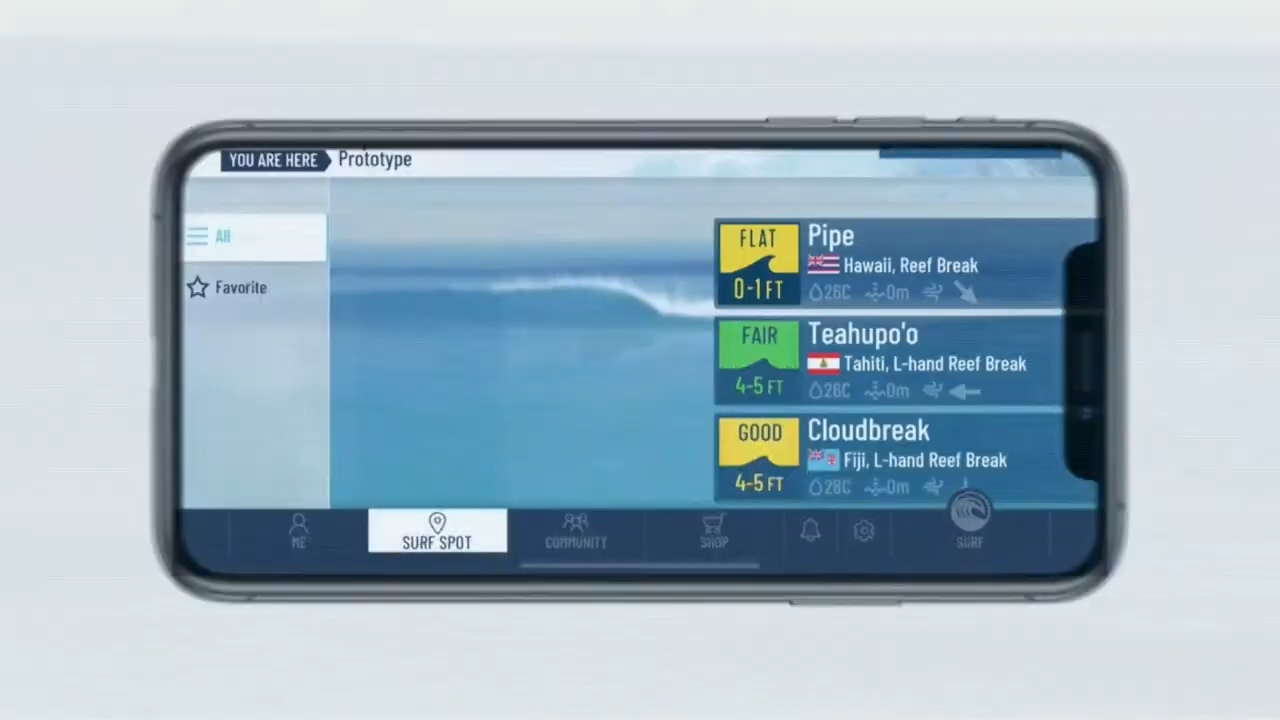 YOU ARE HERE Prototype
All
Favorite
FLAT
0-1 FT
Pipe
Hawaii, Reef Break
26C 0m
FAIR
4-5 FT
Teahupo'o
Tahiti, L-hand Reef Break
26C 0m
GOOD
4-5 FT
Cloudbreak
Fiji, L-hand Reef Break
28C 0m
ME
SURF SPOT
COMMUNITY
SHOP
SURF